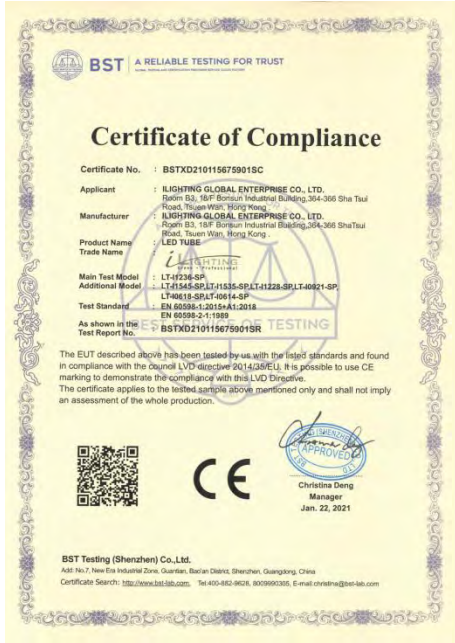 BST A RELIABLE TESTING FOR TRUST
Certificate of Compliance
Certificate No. : BSTXD210115675901SC
Applicant : ILIGHTING GLOBAL ENTERPRISE CO., LTD.
Room B3, 18/F Bonsun Industrial Building,364-366 Sha Tsui
Road, Tsuen Wan, Hong Kong .
Manufacturer : ILIGHTING GLOBAL ENTERPRISE CO., LTD.
Room B3, 18/F Bonsun Industrial Building,364-366 ShaTsui
Road, Tsuen Wan, Hong Kong .
Product Name : LED TUBE
Trade Name : iLIGHTING
Green • Professional
Main Test Model : LT-I1236-SP
Additional Model : LT-I1545-SP,LT-I1535-SP,LT-I1228-SP,LT-I0921-SP,
LT-I0618-SP,LT-I0614-SP
Test Standard : EN 60598-1:2015+A1:2018
EN 60598-2-1:1989
As shown in the
Test Report No. : BSTXD210115675901SR
TEST SERVICE OF TESTING
The EUT described above has been tested by us with the listed standards and found
in compliance with the council LVD directive 2014/35/EU. It is possible to use CE
marking to demonstrate the compliance with this LVD Directive.
The certificate applies to the tested sample above mentioned only and shall not imply
an assessment of the whole production.
CE
APPROVED
Christina Deng
Manager
Jan. 22, 2021
BST Testing (Shenzhen) Co.,Ltd.
Add: No.7, New Era Industrial Zone, Guantian, Bao'an District, Shenzhen, Guangdong, China
Certificate Search: http://www.bst-lab.com, Tel:400-882-9628, 8009990305, E-mail:christina@bst-lab.com